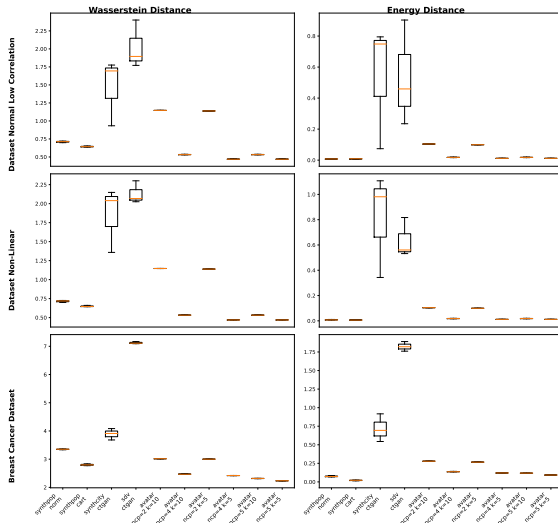 Wasserstein Distance
Energy Distance
Dataset Normal Low Correlation
2.25
2.00
1.75
1.50
1.25
1.00
0.75
0.50
0.8
0.6
0.4
0.2
0.0
Dataset Non-Linear
2.25
2.00
1.75
1.50
1.25
1.00
0.75
0.50
1.0
0.8
0.6
0.4
0.2
0.0
Breast Cancer Dataset
7
6
5
4
3
2
1.75
1.50
1.25
1.00
0.75
0.50
0.25
0.00
synthpop norm
synthpop cart
synthcity ctgan
sdv ctgan
avatar ncp=2 k=10
avatar ncp=4 k=10
avatar ncp=2 k=5
avatar ncp=4 k=5
avatar ncp=5 k=10
avatar ncp=5 k=5
synthpop norm
synthpop cart
synthcity ctgan
sdv ctgan
avatar ncp=2 k=10
avatar ncp=4 k=10
avatar ncp=2 k=5
avatar ncp=4 k=5
avatar ncp=5 k=10
avatar ncp=5 k=5